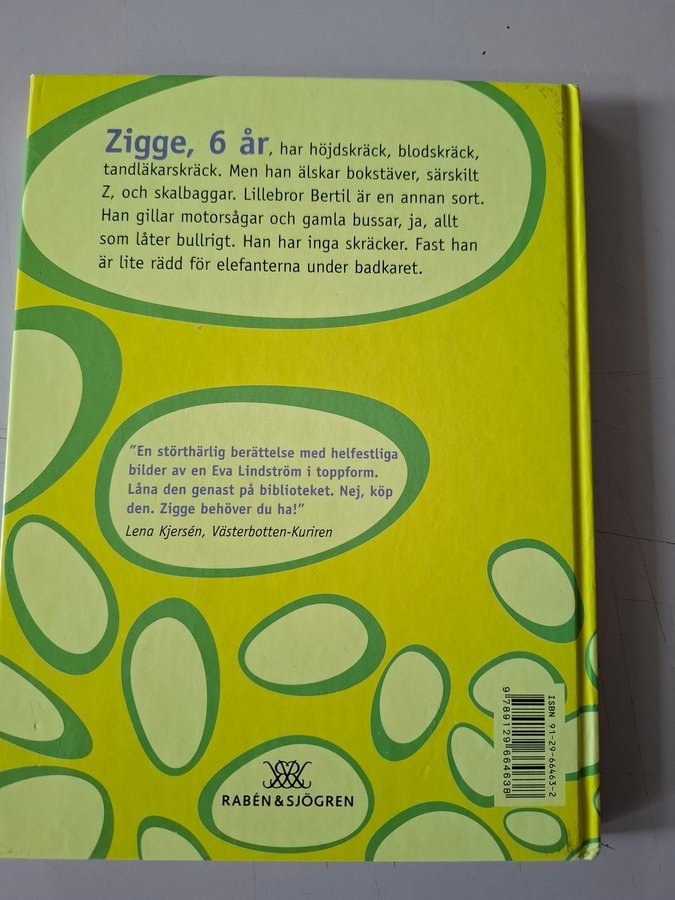 Zigge, 6 år, har höjdskräck, blodskräck,
tandläkarskräck. Men han älskar bokstäver, särskilt
Z, och skalbaggar. Lillebror Bertil är en annan sort.
Han gillar motorsågar och gamla bussar, ja, allt
som låter bullrigt. Han har inga skräcker. Fast han
är lite rädd för elefanterna under badkaret.
”En störthärlig berättelse med helfestliga
bilder av en Eva Lindström i toppform.
Låna den genast på biblioteket. Nej, köp
den. Zigge behöver du ha!”
Lena Kjersén, Västerbotten-Kuriren
ISBN 91-29-66463-2
9789129664638
RABÉN & SJÖGREN